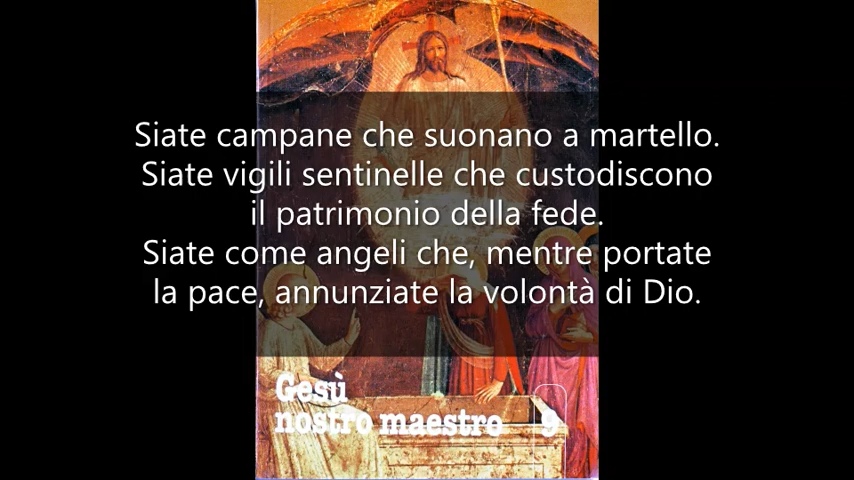 Siate campane che suonano a martello.
Siate vigili sentinelle che custodiscono
il patrimonio della fede.
Siate come angeli che, mentre portate
la pace, annunziate la volontà di Dio.
Gesù
nostro maestro 9